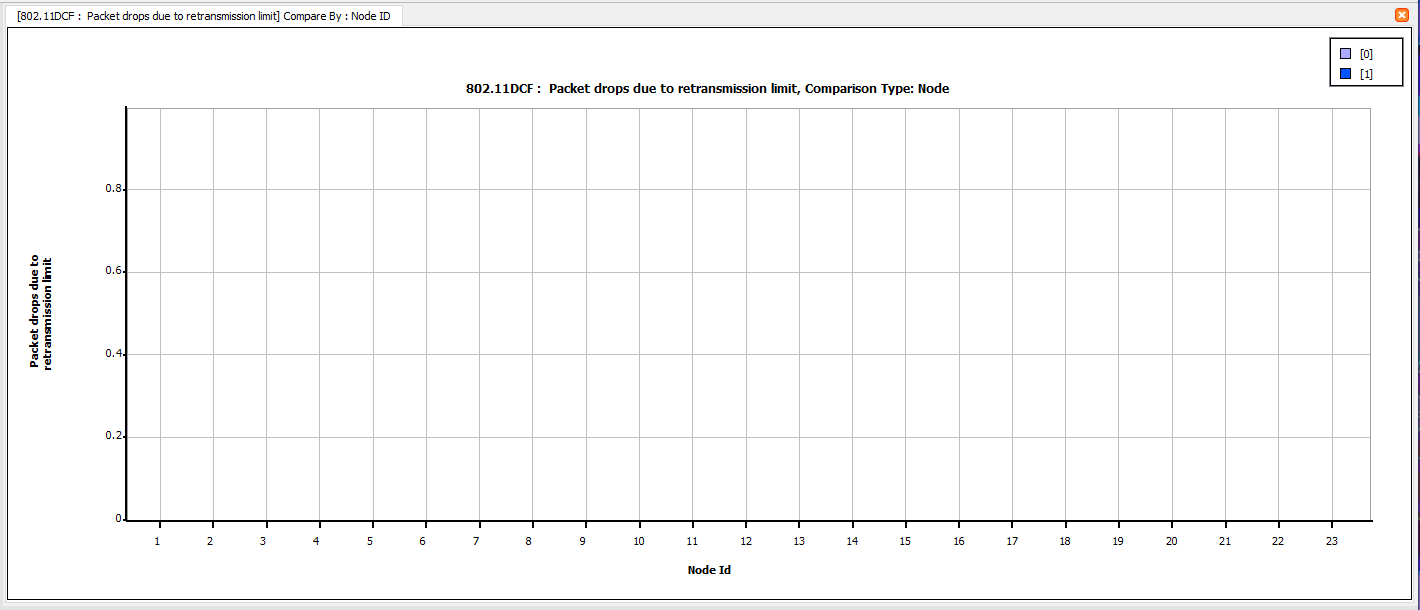 [802.11DCF : Packet drops due to retransmission limit] Compare By : Node ID
[0]
[1]
802.11DCF : Packet drops due to retransmission limit, Comparison Type: Node
0.8
0.6
0.4
0.2
0
Packet drops due to
retransmission limit
1 2 3 4 5 6 7 8 9 10 11 12 13 14 15 16 17 18 19 20 21 22 23
Node Id